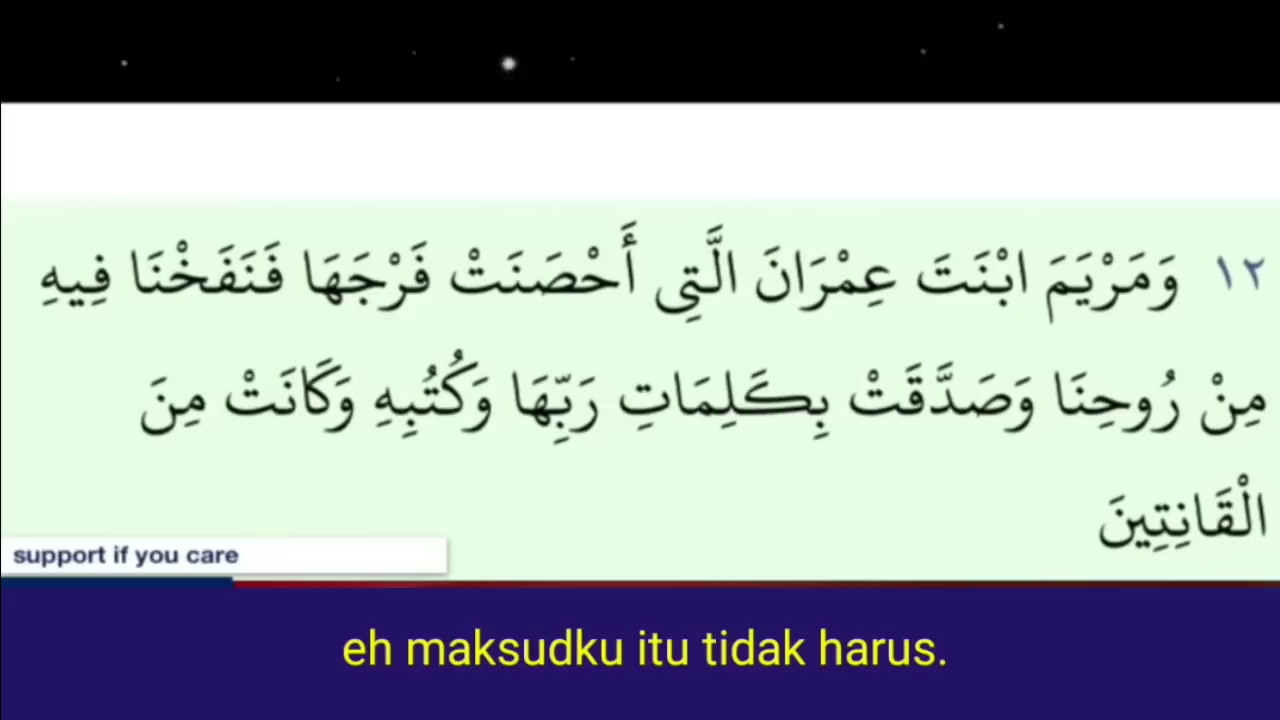 ١٢ وَمَرْيَمَ ابْنَتَ عِمْرَانَ الَّتِي أَحْصَنَتْ فَرْجَهَا فَنَفَخْنَا فِيهِ
مِنْ رُوحِنَا وَصَدَّقَتْ بِكَلِمَاتِ رَبِّهَا وَكُتُبِهِ وَكَانَتْ مِنَ
الْقَانِتِينَ
support if you care
eh maksudku itu tidak harus.